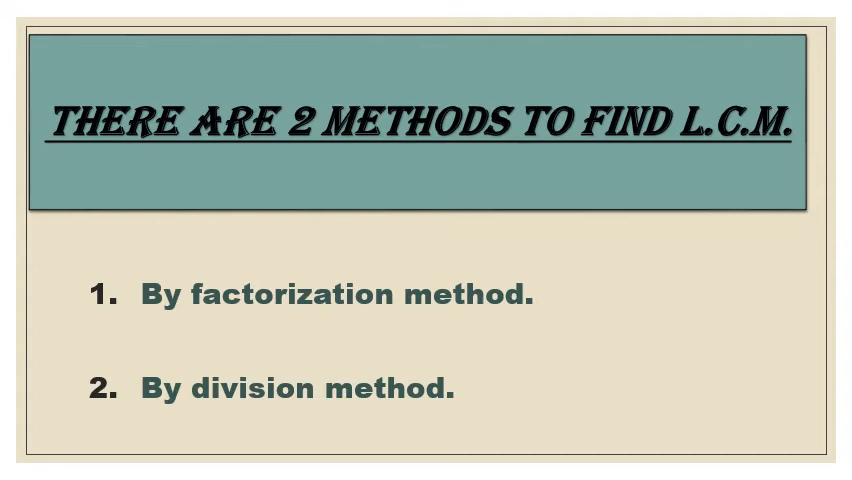 THERE ARE 2 METHODS TO FIND L.C.M.
1. By factorization method.
2. By division method.